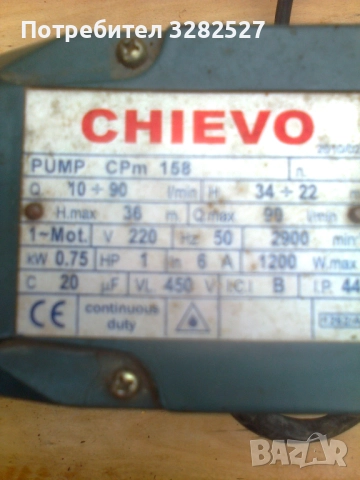 Потребител 3282527
CHIEVO
PUMP CPm 158 n.
Q 10 ÷ 90 l/min H 34 ÷ 22
H.max 36 m. Q.max 90 l/min
1~Mot. V 220 Hz 50 2900 min
kW 0.75 HP 1 In 6 A 1200 W.max
C 20 µF VL 450 V I.Cl B I.P. 44
CE continuous
duty
BAZAR